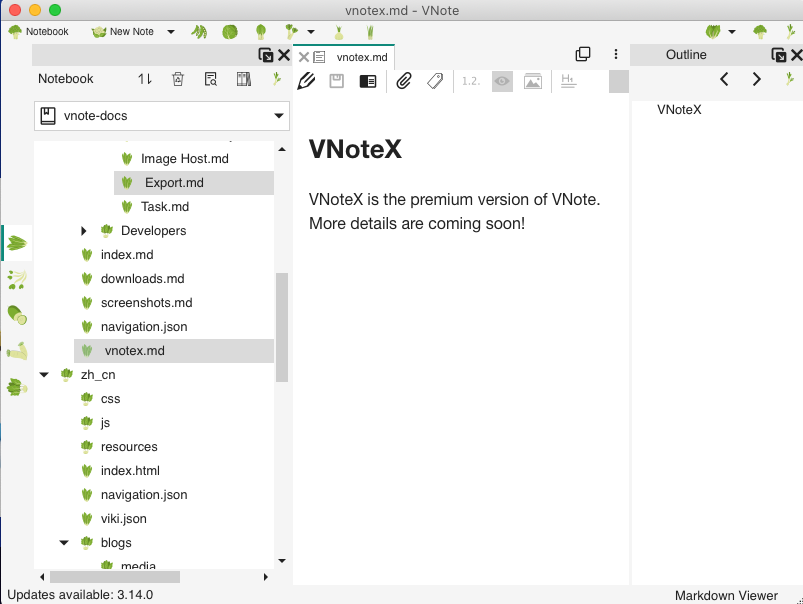 vnotex.md - VNote
Notebook
New Note
Notebook
vnote-docs
Image Host.md
Export.md
Task.md
Developers
index.md
downloads.md
screenshots.md
navigation.json
vnotex.md
zh_cn
css
js
resources
index.html
navigation.json
viki.json
blogs
media
vnotex.md
1.2.
H1
VNoteX
VNoteX is the premium version of VNote.
More details are coming soon!
Outline
VNoteX
Updates available: 3.14.0
Markdown Viewer